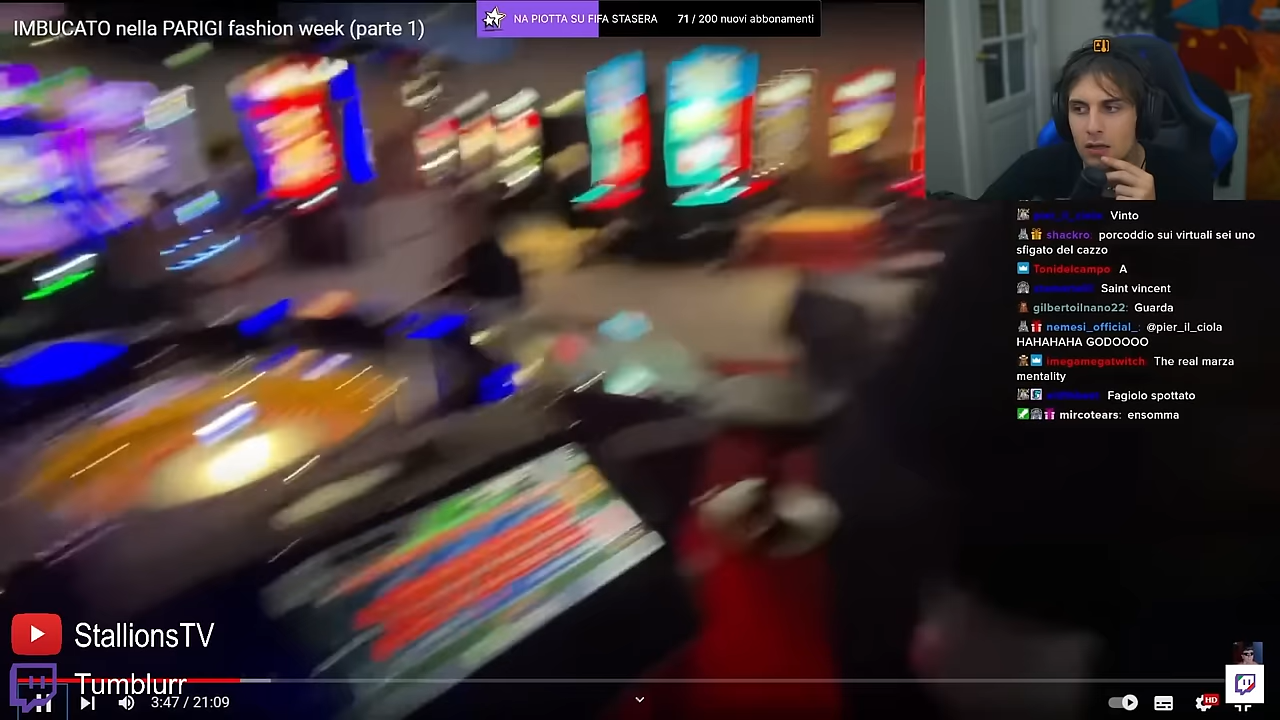 IMBUCATO nella PARIGI fashion week (parte 1)
NA PIOTTA SU FIFA STASERA 71 / 200 nuovi abbonamenti
Vinto
shackro: porcoddio sui virtuali sei uno
sfigato del cazzo
Tonidelcampo A
Saint vincent
gilbertoilnano22: Guarda
nemesi_official_: @pier_il_ciola
HAHAHAHA GODOOOO
imegamegatwitch The real marza
mentality
Fagiolo spottato
mircotears: ensomma
StallionsTV
Tumblurr
3:47 / 21:09
HD